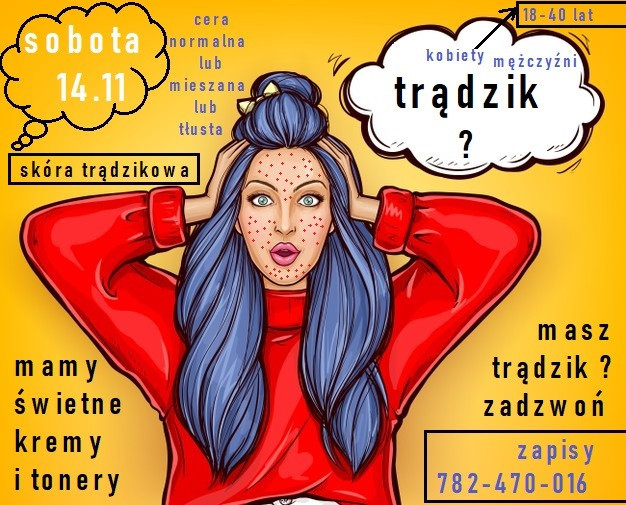 sobota
14.11
skóra trądzikowa
cera
normalna
lub
mieszana
lub
tłusta
18-40 lat
kobiety mężczyźni
trądzik
?
mamy
świetne
kremy
i tonery
masz
trądzik ?
zadzwoń
zapisy
782-470-016